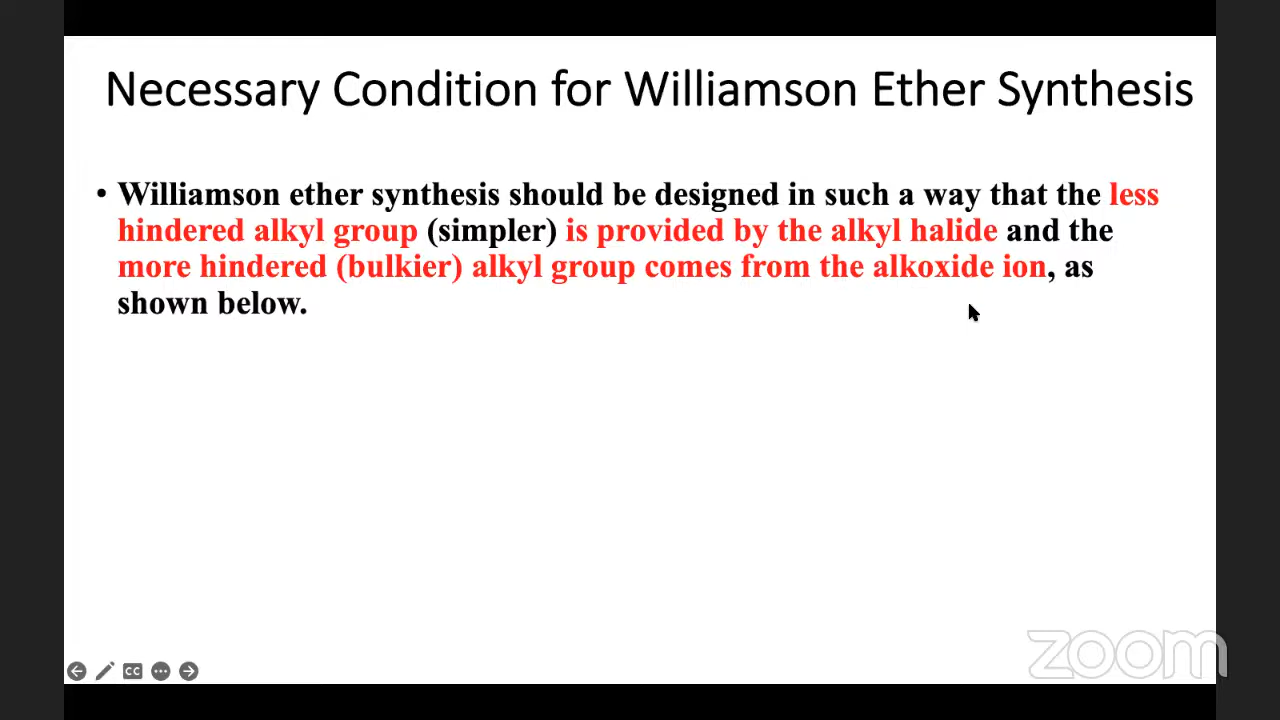 Necessary Condition for Williamson Ether Synthesis
• Williamson ether synthesis should be designed in such a way that the less
hindered alkyl group (simpler) is provided by the alkyl halide and the
more hindered (bulkier) alkyl group comes from the alkoxide ion, as
shown below.
CC
zoom